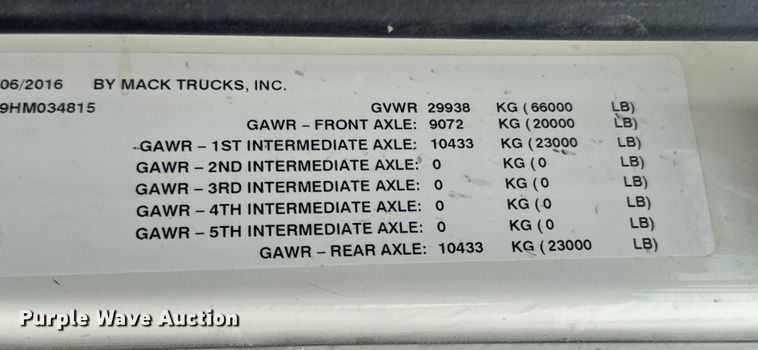 06/2016 BY MACK TRUCKS, INC.
9HM034815 GVWR 29938 KG (66000 LB)
GAWR - FRONT AXLE: 9072 KG (20000 LB)
GAWR - 1ST INTERMEDIATE AXLE: 10433 KG (23000 LB)
GAWR - 2ND INTERMEDIATE AXLE: 0 KG (0 LB)
GAWR - 3RD INTERMEDIATE AXLE: 0 KG (0 LB)
GAWR - 4TH INTERMEDIATE AXLE: 0 KG (0 LB)
GAWR - 5TH INTERMEDIATE AXLE: 0 KG (0 LB)
GAWR - REAR AXLE: 10433 KG (23000 LB)
Purple Wave Auction